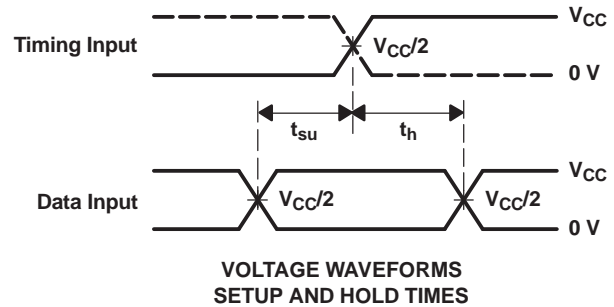 V_CC
Timing Input
V_CC/2
0 V
t_su
t_h
V_CC
Data Input
V_CC/2
V_CC/2
0 V
VOLTAGE WAVEFORMS
SETUP AND HOLD TIMES